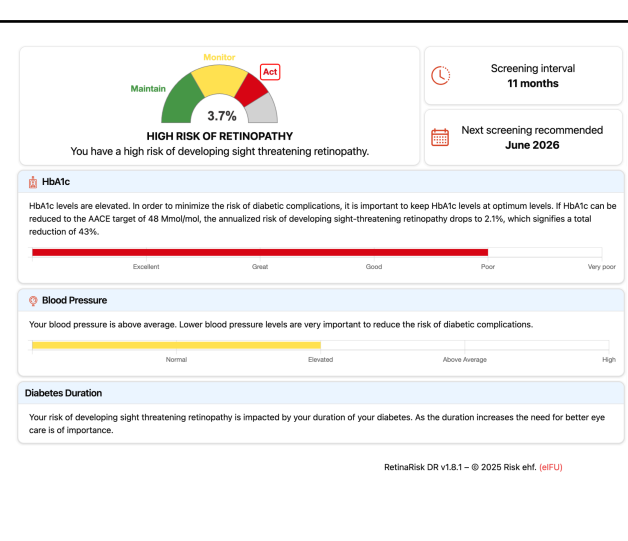 Monitor
Act
Maintain
3.7%
HIGH RISK OF RETINOPATHY
You have a high risk of developing sight threatening retinopathy.
Screening interval
11 months
Next screening recommended
June 2026
HbA1c
HbA1c levels are elevated. In order to minimize the risk of diabetic complications, it is important to keep HbA1c levels at optimum levels. If HbA1c can be
reduced to the AACE target of 48 Mmol/mol, the annualized risk of developing sight-threatening retinopathy drops to 2.1%, which signifies a total
reduction of 43%.
Excellent Great Good Poor Very poor
Blood Pressure
Your blood pressure is above average. Lower blood pressure levels are very important to reduce the risk of diabetic complications.
Normal Elevated Above Average High
Diabetes Duration
Your risk of developing sight threatening retinopathy is impacted by your duration of your diabetes. As the duration increases the need for better eye
care is of importance.
RetinaRisk DR v1.8.1 – © 2025 Risk ehf. (eIFU)